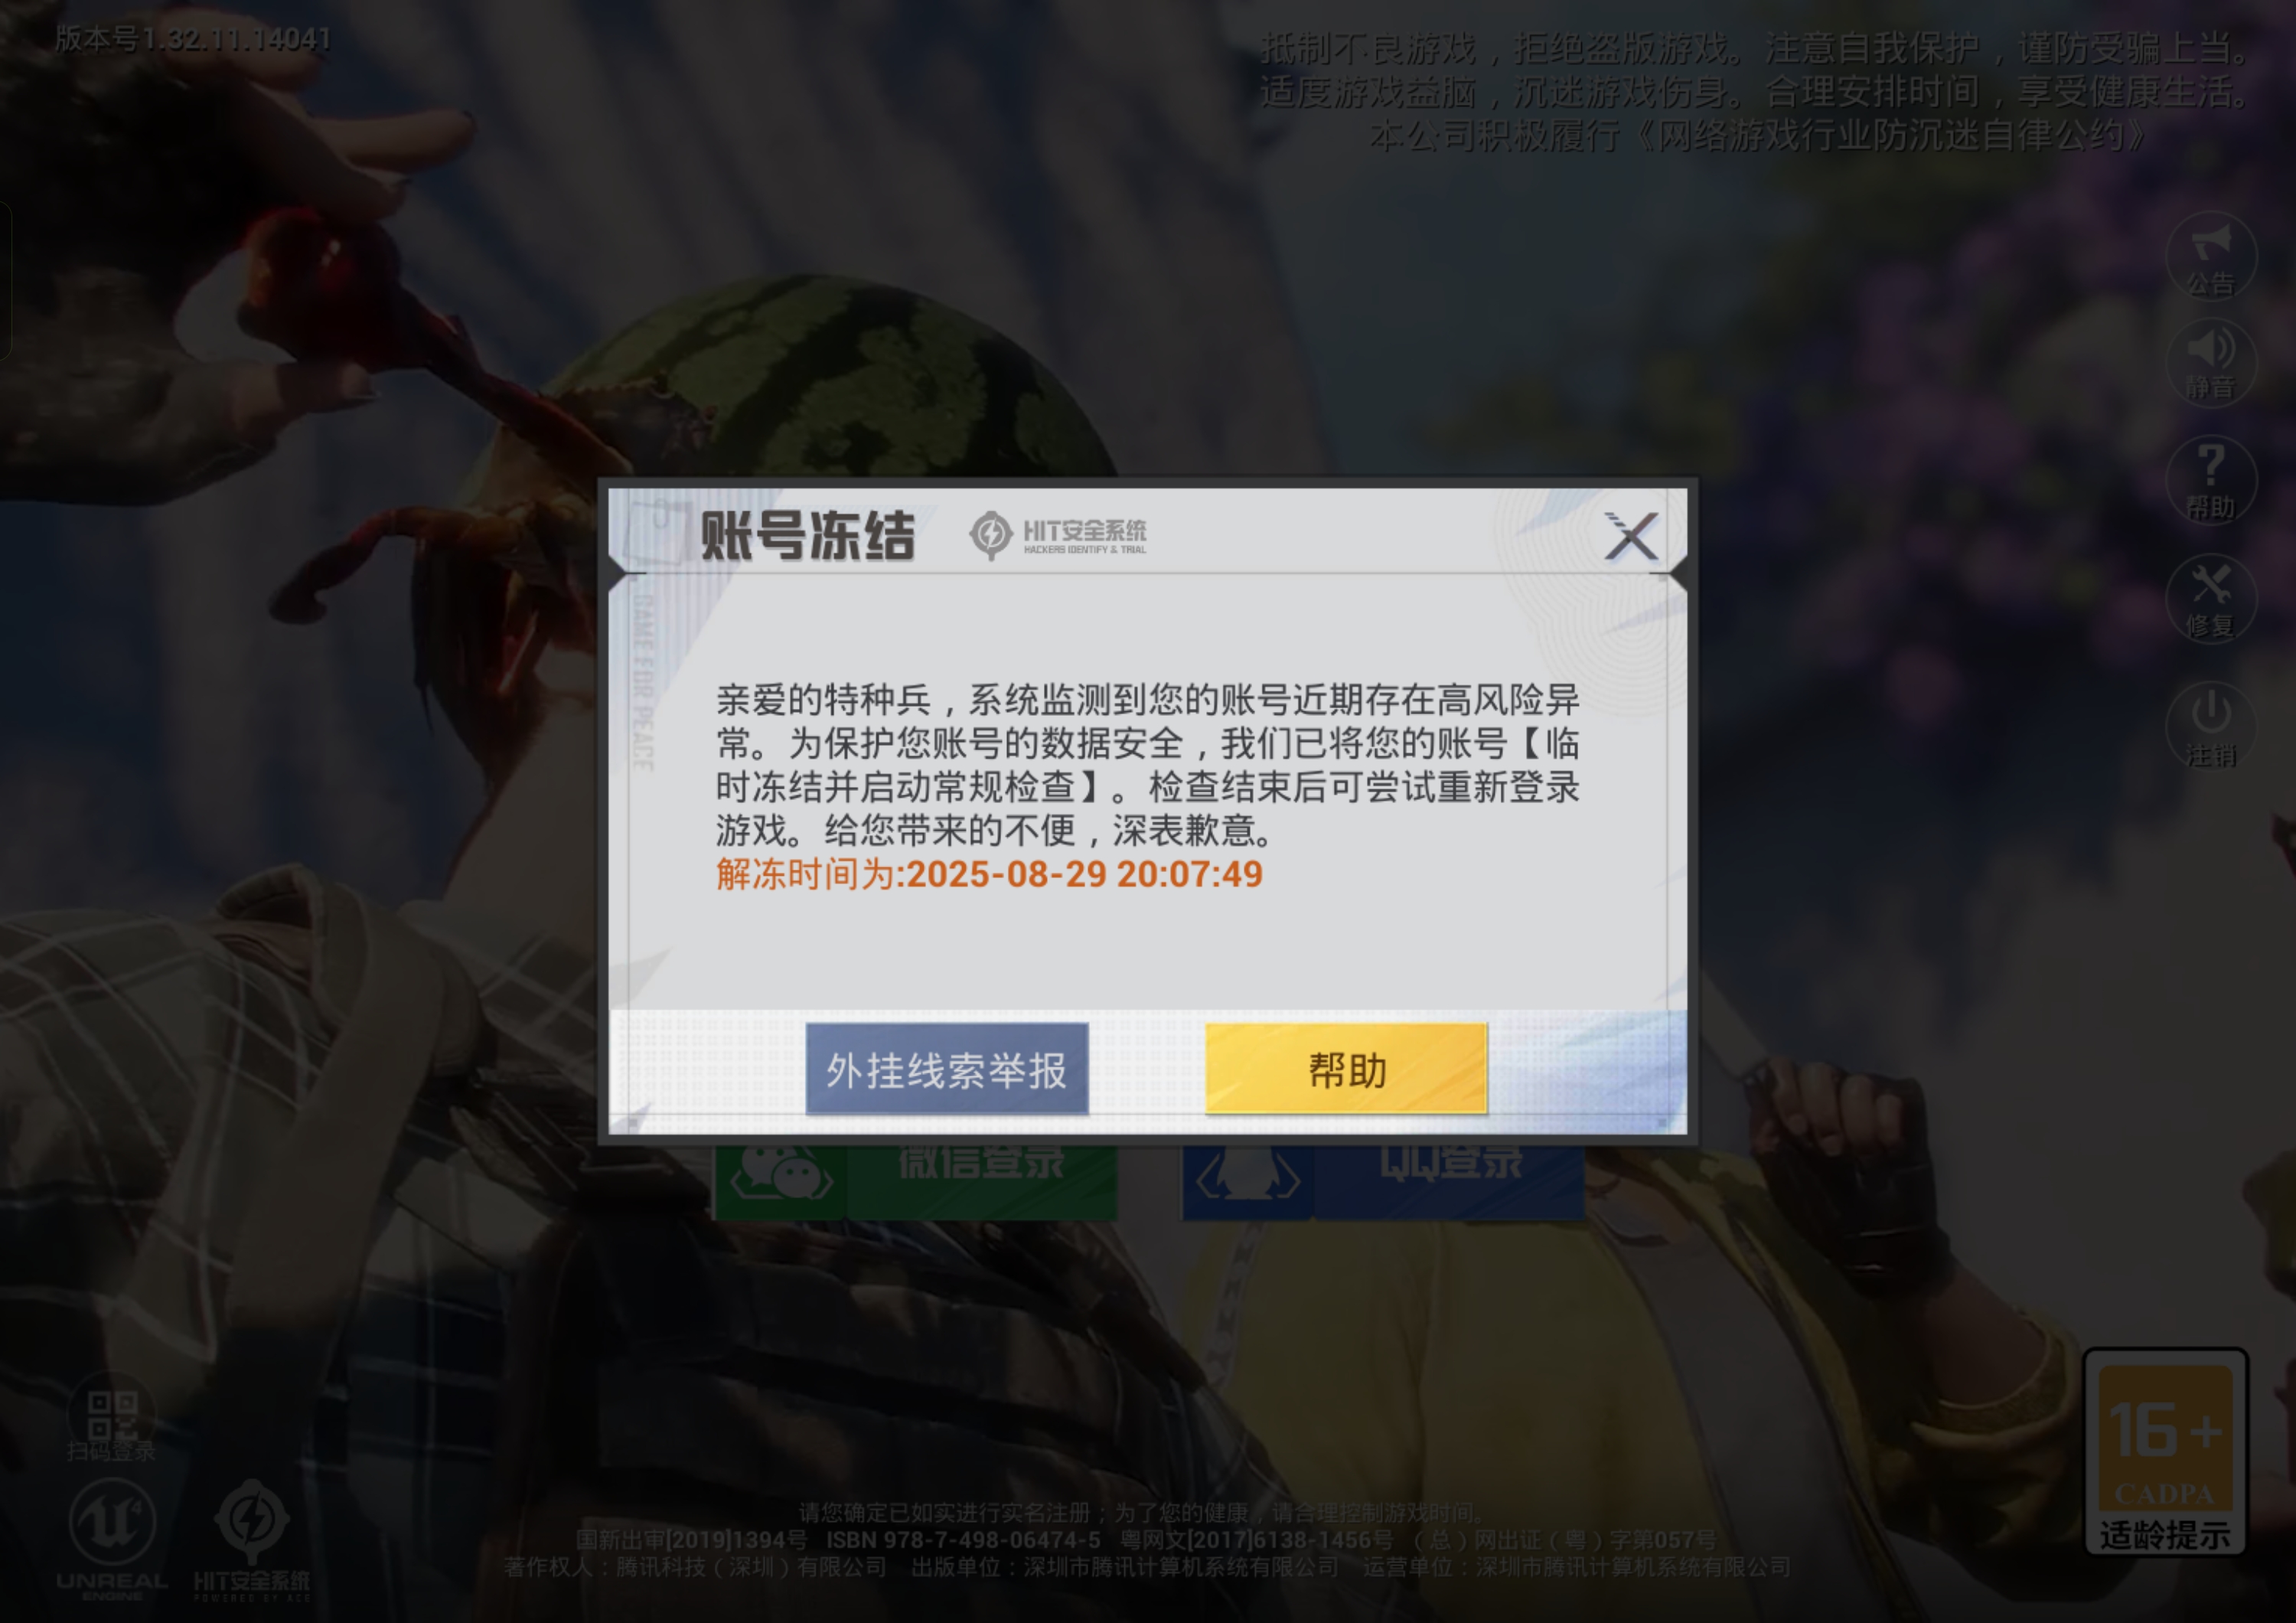 版本号1.32.11.14041
抵制不良游戏，拒绝盗版游戏。注意自我保护，谨防受骗上当。
适度游戏益脑，沉迷游戏伤身。合理安排时间，享受健康生活。
本公司积极履行《网络游戏行业防沉迷自律公约》
公告
静音
帮助
修复
注销
账号冻结
HIT安全系统
HACKERS IDENTIFY & TRIAL
GAME FOR PEACE
亲爱的特种兵，系统监测到您的账号近期存在高风险异
常。为保护您账号的数据安全，我们已将您的账号【临
时冻结并启动常规检查】。检查结束后可尝试重新登录
游戏。给您带来的不便，深表歉意。
解冻时间为:2025-08-29 20:07:49
外挂线索举报
帮助
微信登录
QQ登录
扫码登录
UNREAL
ENGINE
HIT安全系统
POWERED BY ACE
请您确定已如实进行实名注册；为了您的健康，请合理控制游戏时间。
国新出审[2019]1394号 ISBN 978-7-498-06474-5 粤网文[2017]6138-1456号 （总）网出证（粤）字第057号
著作权人：腾讯科技（深圳）有限公司 出版单位：深圳市腾讯计算机系统有限公司 运营单位：深圳市腾讯计算机系统有限公司
16+
CADPA
适龄提示